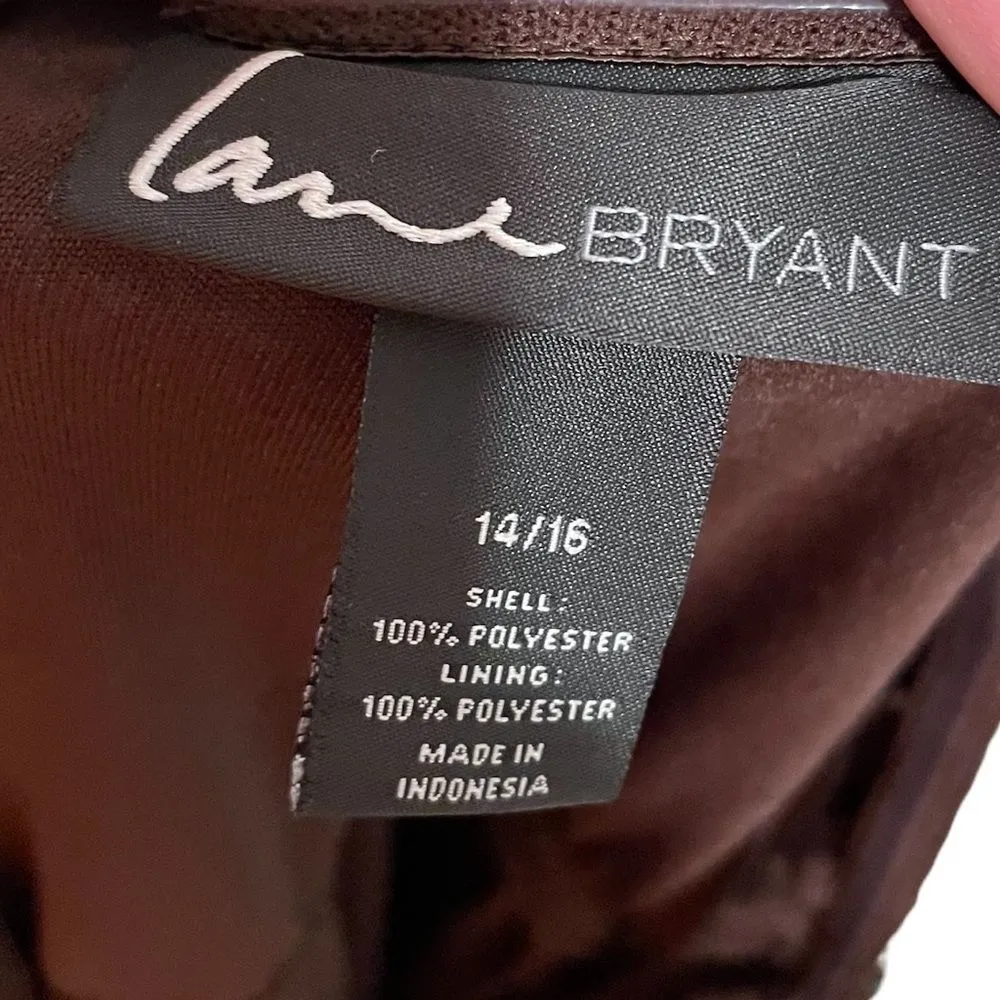 Lane BRYANT
14/16
SHELL:
100% POLYESTER
LINING:
100% POLYESTER
MADE IN
INDONESIA